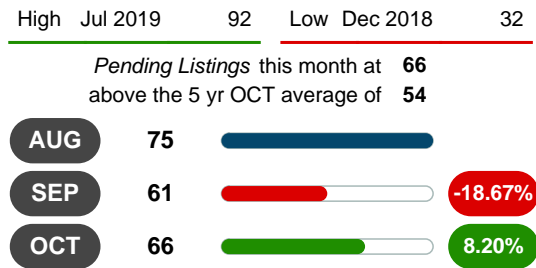 High Jul 2019 92 Low Dec 2018 32
Pending Listings this month at 66
above the 5 yr OCT average of 54
AUG 75
SEP 61 -18.67%
OCT 66 8.20%